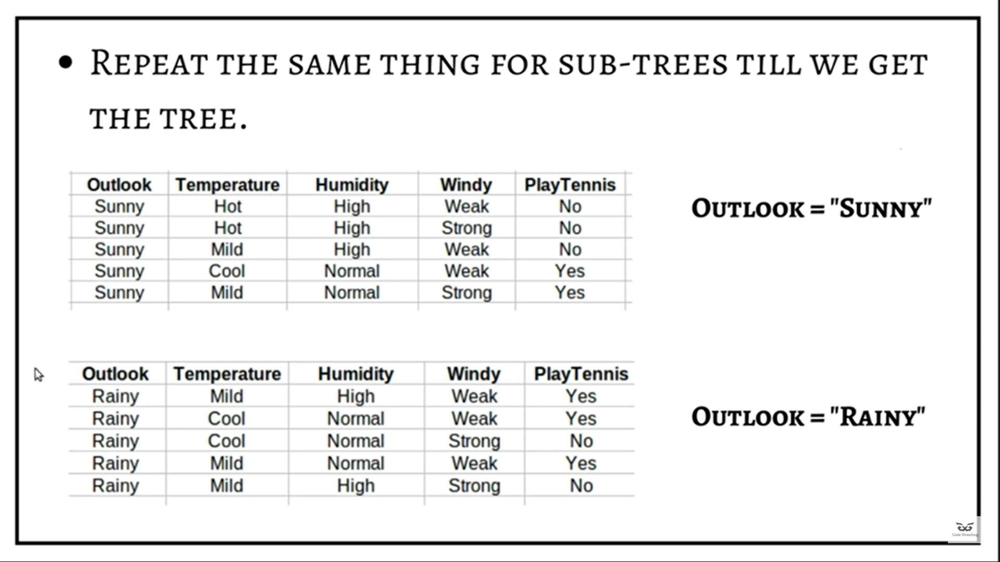 • Repeat the same thing for sub-trees till we get
the tree.
Outlook Temperature Humidity Windy PlayTennis
Sunny Hot High Weak No
Sunny Hot High Strong No
Sunny Mild High Weak No
Sunny Cool Normal Weak Yes
Sunny Mild Normal Strong Yes
Outlook = "Sunny"
Outlook Temperature Humidity Windy PlayTennis
Rainy Mild High Weak Yes
Rainy Cool Normal Weak Yes
Rainy Cool Normal Strong No
Rainy Mild Normal Weak Yes
Rainy Mild High Strong No
Outlook = "Rainy"
Code Wrestling